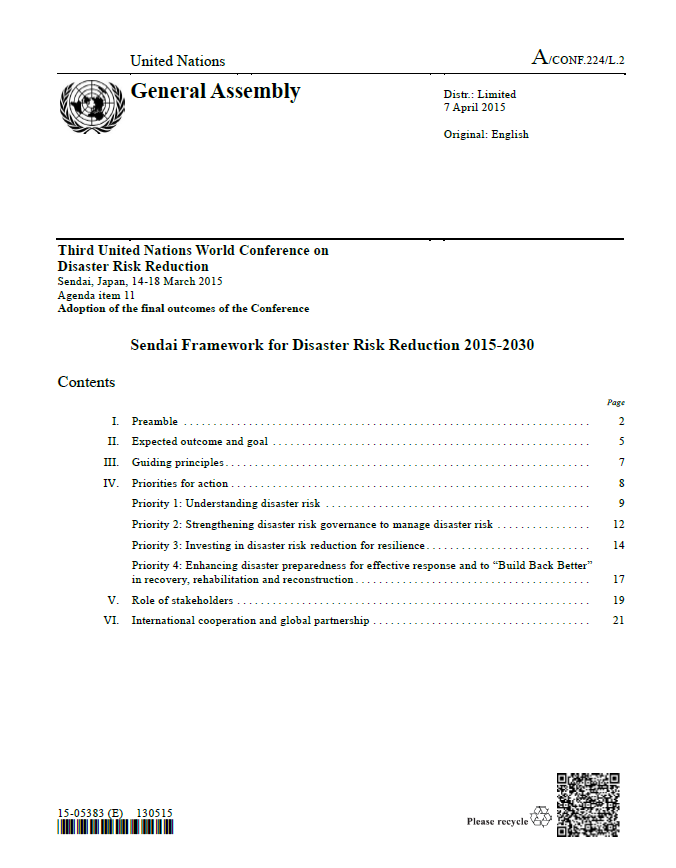 United Nations
A/CONF.224/L.2
General Assembly
Distr.: Limited
7 April 2015
Original: English
Third United Nations World Conference on
Disaster Risk Reduction
Sendai, Japan, 14-18 March 2015
Agenda item 11
Adoption of the final outcomes of the Conference
Sendai Framework for Disaster Risk Reduction 2015-2030
Contents
Page
I. Preamble . . . . . . . . . . . . . . . . . . . . 2
II. Expected outcome and goal . . . . . . . . . . . . . . . . . . . . 5
III. Guiding principles . . . . . . . . . . . . . . . . . . . . 7
IV. Priorities for action . . . . . . . . . . . . . . . . . . . . 8
Priority 1: Understanding disaster risk . . . . . . . . . . . . . . . . . . . . 9
Priority 2: Strengthening disaster risk governance to manage disaster risk . . . . . . . . . . . . . . . 12
Priority 3: Investing in disaster risk reduction for resilience . . . . . . . . . . . . . . . . . . . . 14
Priority 4: Enhancing disaster preparedness for effective response and to “Build Back Better”
in recovery, rehabilitation and reconstruction . . . . . . . . . . . . . . . . . . . . 17
V. Role of stakeholders . . . . . . . . . . . . . . . . . . . . 19
VI. International cooperation and global partnership . . . . . . . . . . . . . . . . . . . . 21
15-05383 (E) 130515
Please recycle